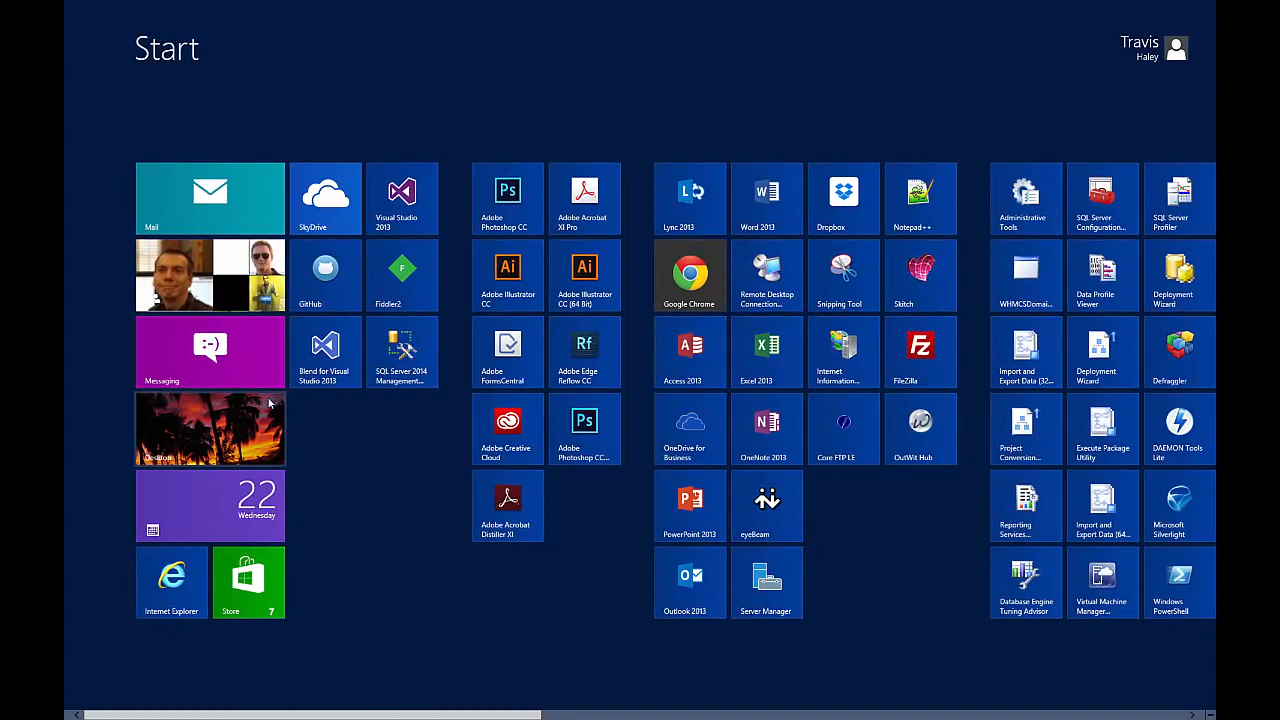 Start
Travis
Haley
Mail
SkyDrive
Visual Studio
2013
GitHub
Fiddler2
Messaging
Blend for Visual
Studio 2013
SQL Server 2014
Management...
Desktop
22
Wednesday
Internet Explorer
Store
7
Ps
Adobe
Photoshop CC
Adobe Acrobat
XI Pro
Ai
Adobe Illustrator
CC
Ai
Adobe Illustrator
CC (64 Bit)
Adobe
FormsCentral
Rf
Adobe Edge
Reflow CC
Adobe Creative
Cloud
Ps
Adobe
Photoshop CC...
Adobe Acrobat
Distiller XI
Lync 2013
Word 2013
Dropbox
Notepad++
Google Chrome
Remote Desktop
Connection...
Snipping Tool
Skitch
Access 2013
Excel 2013
Internet
Information...
FileZilla
OneDrive for
Business
OneNote 2013
Core FTP LE
OutWit Hub
PowerPoint 2013
eyeBeam
Outlook 2013
Server Manager
Administrative
Tools
SQL Server
Configuration...
SQL Server
Profiler
WHMCSDomai...
Data Profile
Viewer
Deployment
Wizard
Import and
Export Data (32...
Deployment
Wizard
Defraggler
Project
Conversion...
Execute Package
Utility
DAEMON Tools
Lite
Reporting
Services...
Import and
Export Data (64...
Microsoft
Silverlight
Database Engine
Tuning Advisor
Virtual Machine
Manager...
Windows
PowerShell